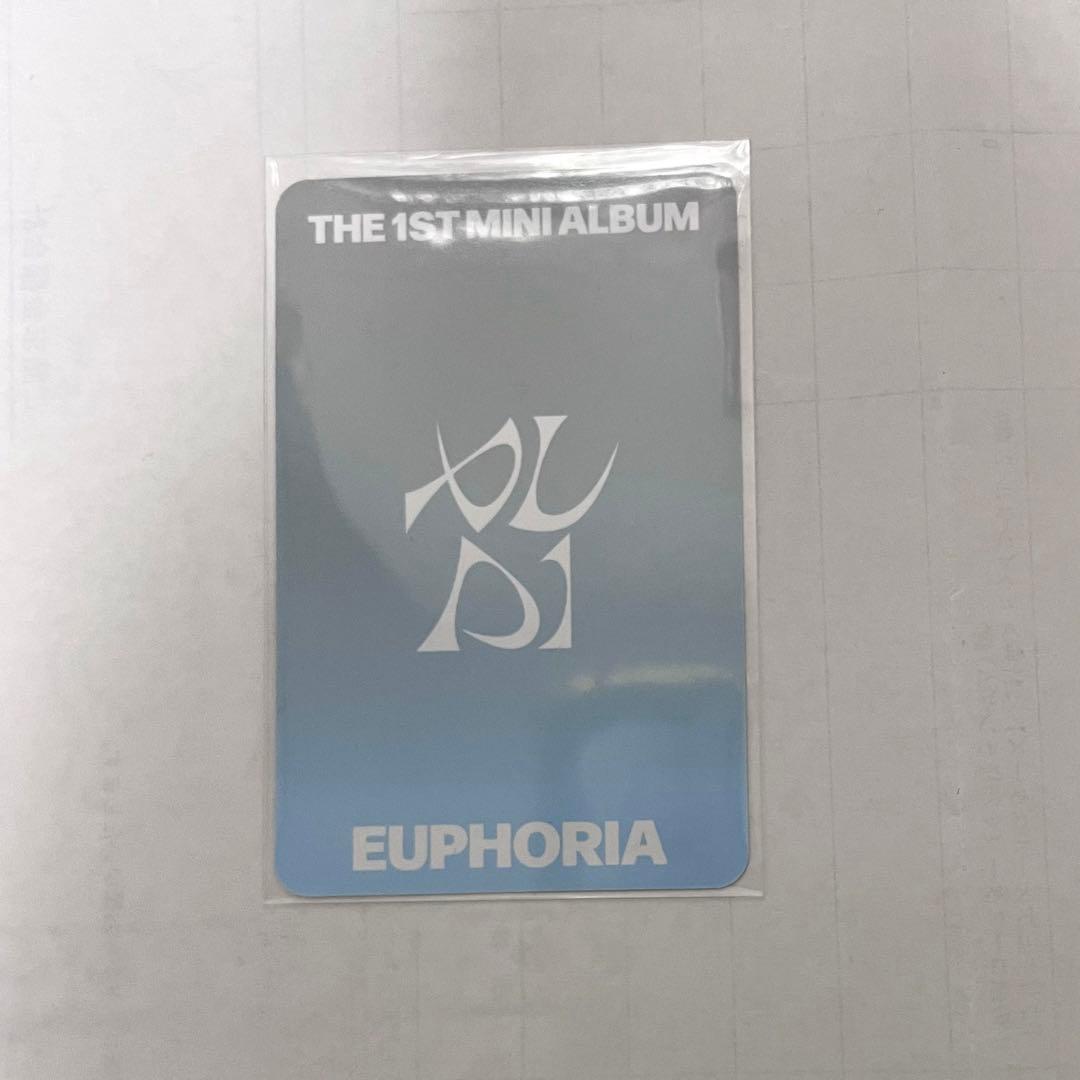 THE 1ST MINI ALBUM
EUPHORIA